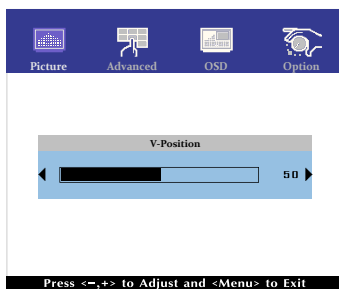 Picture Advanced OSD Option
V-Position
50
Press <-,+> to Adjust and <Menu> to Exit